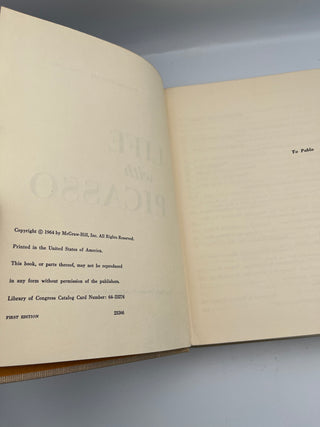 LIFE
with
PICASSO
Copyright © 1964 by McGraw-Hill, Inc. All Rights Reserved.
Printed in the United States of America.
This book, or parts thereof, may not be reproduced
in any form without permission of the publishers.
Library of Congress Catalog Card Number: 64-23276
FIRST EDITION 23266
To Pablo